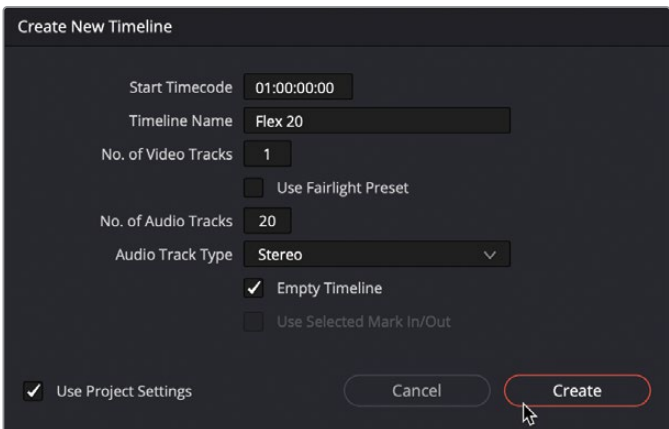 Create New Timeline
Start Timecode 01:00:00:00
Timeline Name Flex 20
No. of Video Tracks 1
Use Fairlight Preset
No. of Audio Tracks 20
Audio Track Type Stereo
Empty Timeline
Use Selected Mark In/Out
Use Project Settings Cancel Create